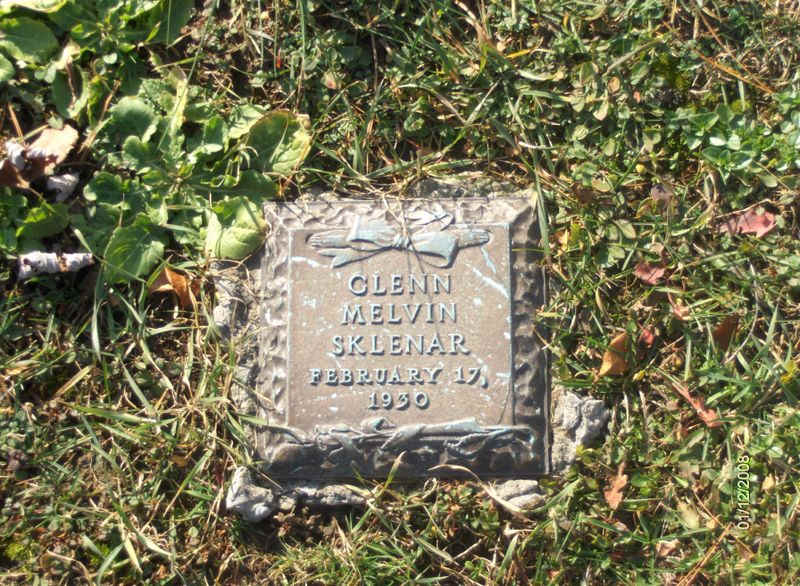 GLENN
MELVIN
SKLENAR
FEBRUARY 17,
1930
01/12/2008